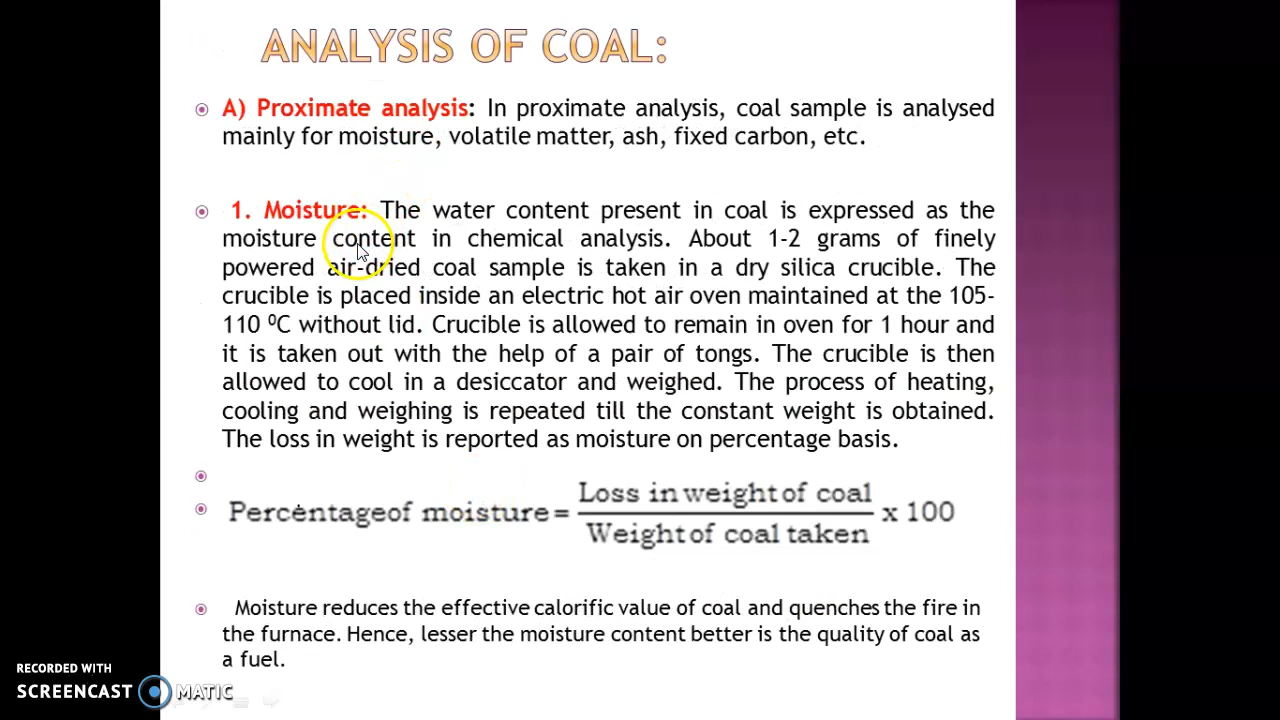 ANALYSIS OF COAL:
A) Proximate analysis: In proximate analysis, coal sample is analysed
mainly for moisture, volatile matter, ash, fixed carbon, etc.
1. Moisture: The water content present in coal is expressed as the
moisture content in chemical analysis. About 1-2 grams of finely
powered air-dried coal sample is taken in a dry silica crucible. The
crucible is placed inside an electric hot air oven maintained at the 105-
110 ⁰C without lid. Crucible is allowed to remain in oven for 1 hour and
it is taken out with the help of a pair of tongs. The crucible is then
allowed to cool in a desiccator and weighed. The process of heating,
cooling and weighing is repeated till the constant weight is obtained.
The loss in weight is reported as moisture on percentage basis.
Loss in weight of coal
Percentageof moisture = x 100
Weight of coal taken
Moisture reduces the effective calorific value of coal and quenches the fire in
the furnace. Hence, lesser the moisture content better is the quality of coal as
a fuel.
RECORDED WITH
SCREENCAST MATIC